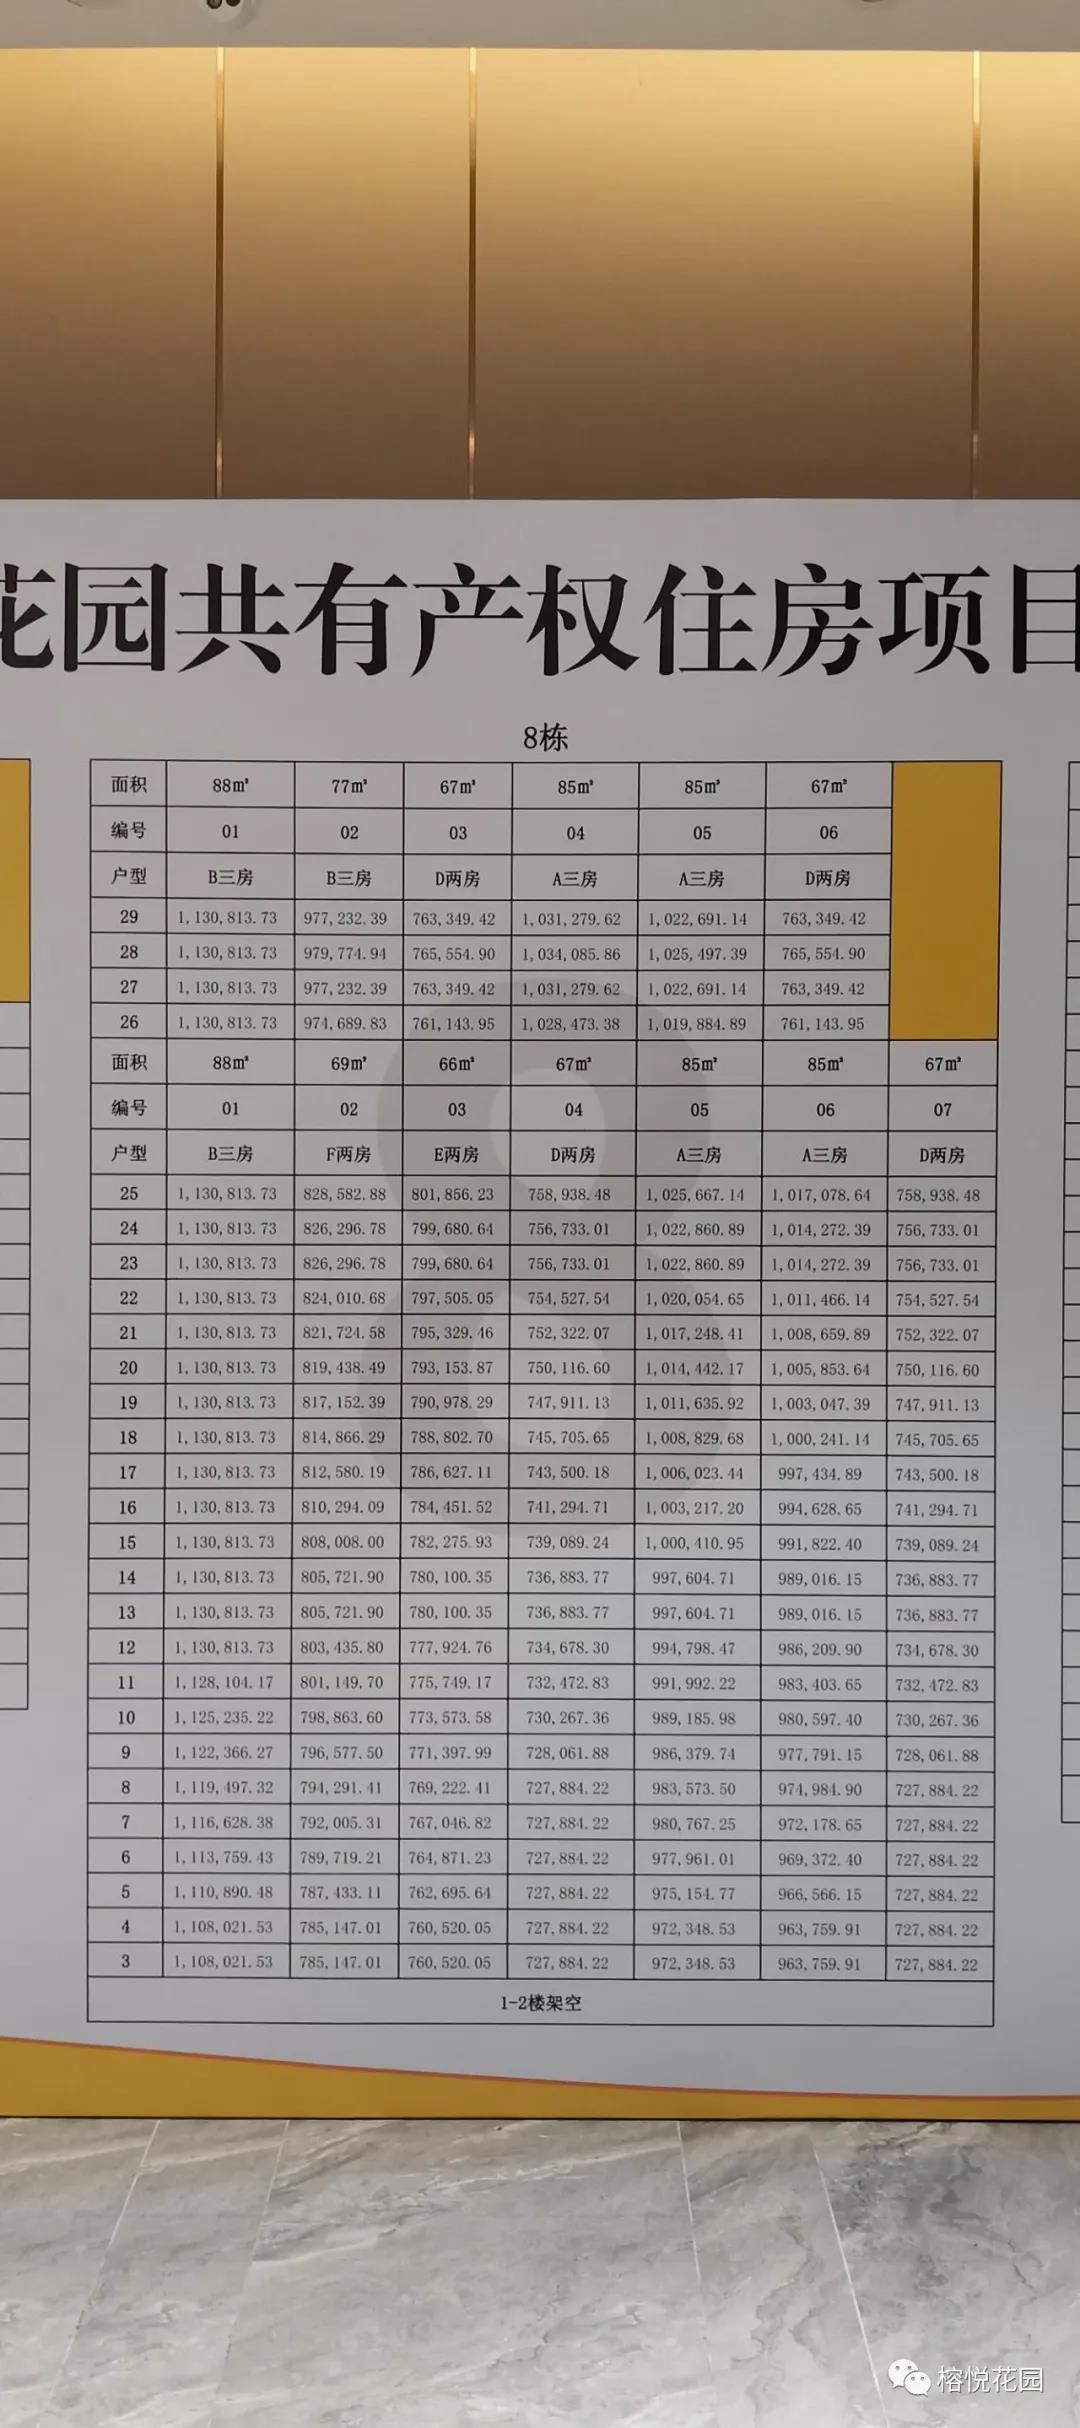 花园共有产权住房项目
8栋
面积 88㎡ 77㎡ 67㎡ 85㎡ 85㎡ 67㎡
编号 01 02 03 04 05 06
户型 B三房 B三房 D两房 A三房 A三房 D两房
29 1,130,813.73 977,232.39 763,349.42 1,031,279.62 1,022,691.14 763,349.42
28 1,130,813.73 979,774.94 765,554.90 1,034,085.86 1,025,497.39 765,554.90
27 1,130,813.73 977,232.39 763,349.42 1,031,279.62 1,022,691.14 763,349.42
26 1,130,813.73 974,689.83 761,143.95 1,028,473.38 1,019,884.89 761,143.95
面积 88㎡ 69㎡ 66㎡ 67㎡ 85㎡ 85㎡ 67㎡
编号 01 02 03 04 05 06 07
户型 B三房 F两房 E两房 D两房 A三房 A三房 D两房
25 1,130,813.73 828,582.88 801,856.23 758,938.48 1,025,667.14 1,017,078.64 758,938.48
24 1,130,813.73 826,296.78 799,680.64 756,733.01 1,022,860.89 1,014,272.39 756,733.01
23 1,130,813.73 826,296.78 799,680.64 756,733.01 1,022,860.89 1,014,272.39 756,733.01
22 1,130,813.73 824,010.68 797,505.05 754,527.54 1,020,054.65 1,011,466.14 754,527.54
21 1,130,813.73 821,724.58 795,329.46 752,322.07 1,017,248.41 1,008,659.89 752,322.07
20 1,130,813.73 819,438.49 793,153.87 750,116.60 1,014,442.17 1,005,853.64 750,116.60
19 1,130,813.73 817,152.39 790,978.29 747,911.13 1,011,635.92 1,003,047.39 747,911.13
18 1,130,813.73 814,866.29 788,802.70 745,705.65 1,008,829.68 1,000,241.14 745,705.65
17 1,130,813.73 812,580.19 786,627.11 743,500.18 1,006,023.44 997,434.89 743,500.18
16 1,130,813.73 810,294.09 784,451.52 741,294.71 1,003,217.20 994,628.65 741,294.71
15 1,130,813.73 808,008.00 782,275.93 739,089.24 1,000,410.95 991,822.40 739,089.24
14 1,130,813.73 805,721.90 780,100.35 736,883.77 997,604.71 989,016.15 736,883.77
13 1,130,813.73 805,721.90 780,100.35 736,883.77 997,604.71 989,016.15 736,883.77
12 1,130,813.73 803,435.80 777,924.76 734,678.30 994,798.47 986,209.90 734,678.30
11 1,128,104.17 801,149.70 775,749.17 732,472.83 991,992.22 983,403.65 732,472.83
10 1,125,235.22 798,863.60 773,573.58 730,267.36 989,185.98 980,597.40 730,267.36
9 1,122,366.27 796,577.50 771,397.99 728,061.88 986,379.74 977,791.15 728,061.88
8 1,119,497.32 794,291.41 769,222.41 727,884.22 983,573.50 974,984.90 727,884.22
7 1,116,628.38 792,005.31 767,046.82 727,884.22 980,767.25 972,178.65 727,884.22
6 1,113,759.43 789,719.21 764,871.23 727,884.22 977,961.01 969,372.40 727,884.22
5 1,110,890.48 787,433.11 762,695.64 727,884.22 975,154.77 966,566.15 727,884.22
4 1,108,021.53 785,147.01 760,520.05 727,884.22 972,348.53 963,759.91 727,884.22
3 1,108,021.53 785,147.01 760,520.05 727,884.22 972,348.53 963,759.91 727,884.22
1-2楼架空
8
榕悦花园